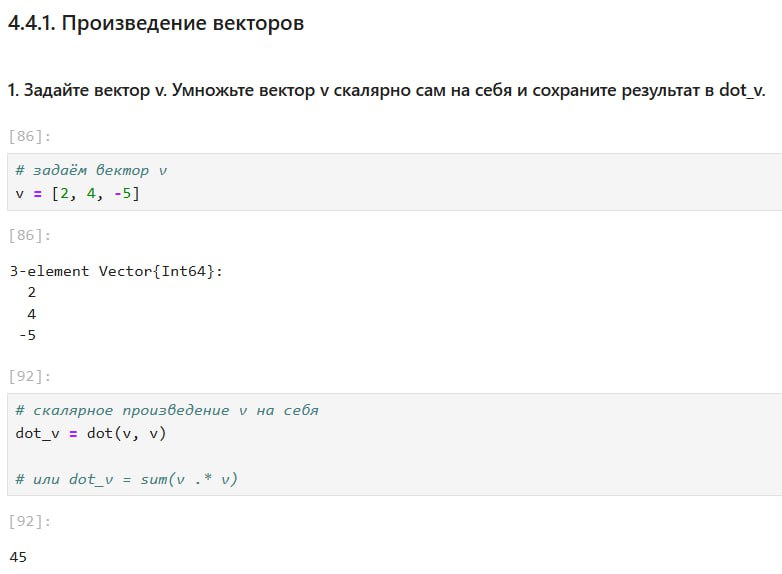 4.4.1. Произведение векторов
1. Задайте вектор v. Умножьте вектор v скалярно сам на себя и сохраните результат в dot_v.
[86]:
# задаём вектор v
v = [2, 4, -5]
[86]:
3-element Vector{Int64}:
  2
  4
 -5
[92]:
# скалярное произведение v на себя
dot_v = dot(v, v)
# или dot_v = sum(v .* v)
[92]:
45